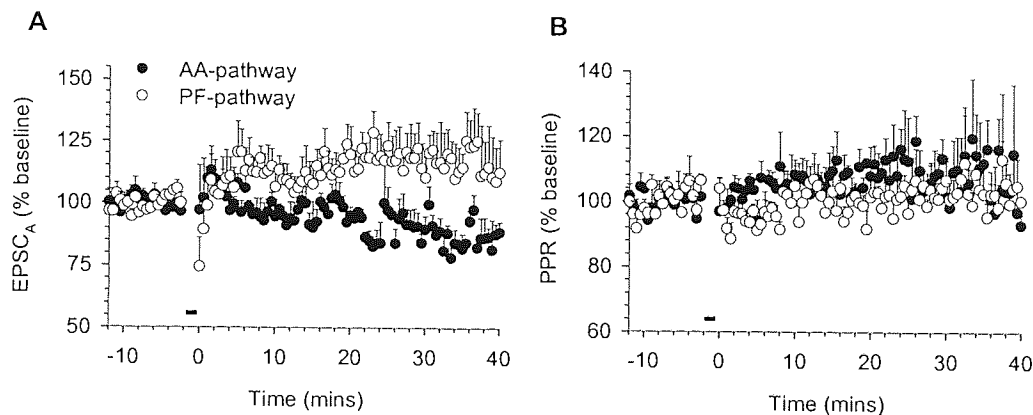 A
EPSC_A (% baseline)
150
125
100
75
50
AA-pathway
PF-pathway
-10 0 10 20 30 40
Time (mins)
B
PPR (% baseline)
140
120
100
80
60
-10 0 10 20 30 40
Time (mins)